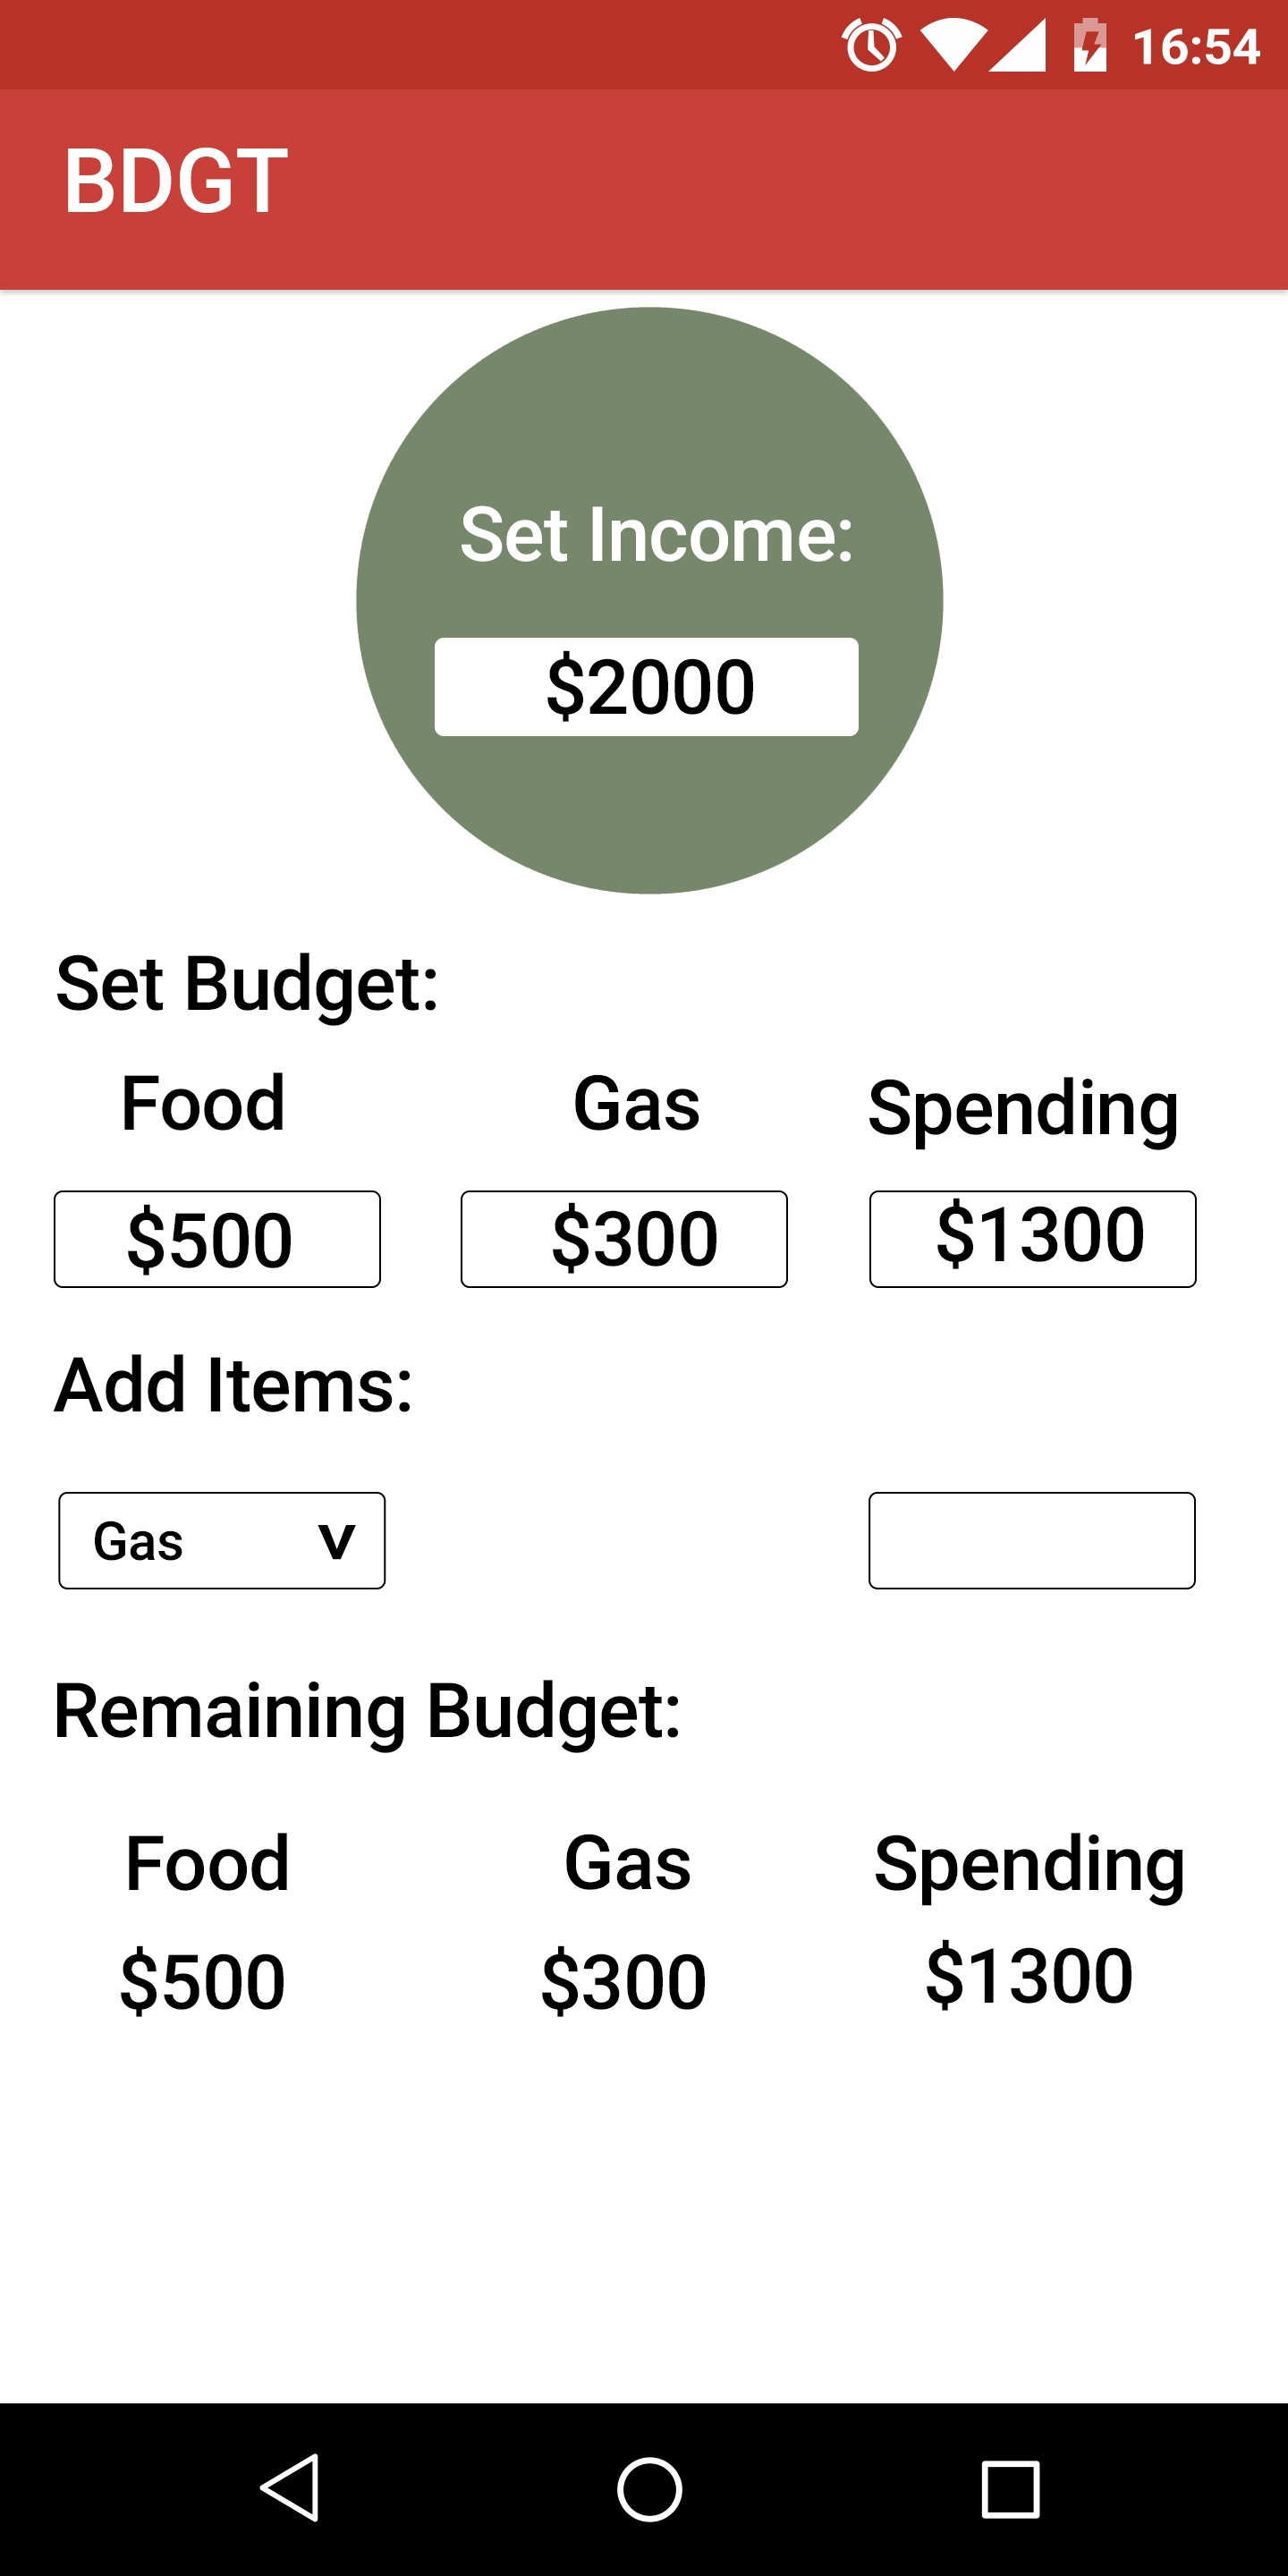 16:54
BDGT
Set Income:
$2000
Set Budget:
Food Gas Spending
$500 $300 $1300
Add Items:
Gas V
Remaining Budget:
Food Gas Spending
$500 $300 $1300